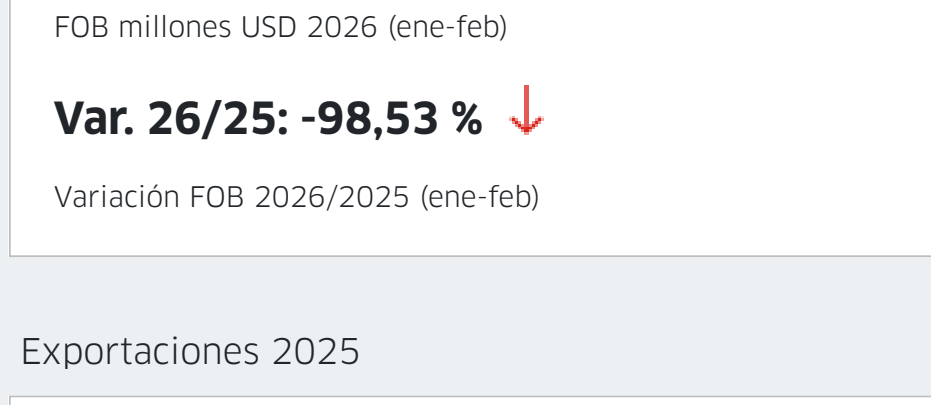 FOB millones USD 2026 (ene-feb)
Var. 26/25: -98,53 %
Variación FOB 2026/2025 (ene-feb)
Exportaciones 2025